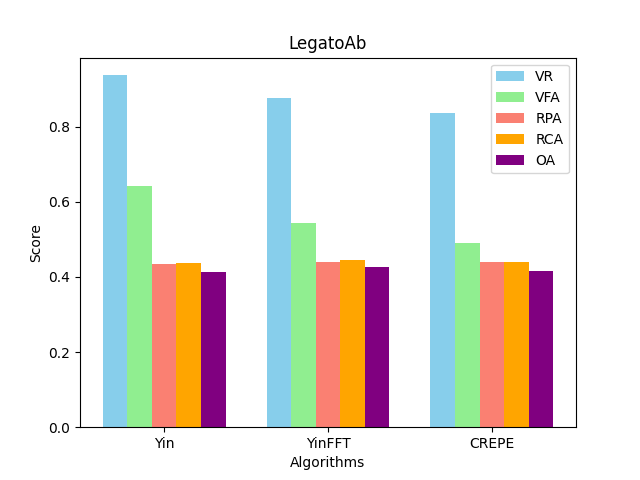 LegatoAb
VR
VFA
RPA
RCA
OA
Score
0.8
0.6
0.4
0.2
0.0
Yin
YinFFT
CREPE
Algorithms